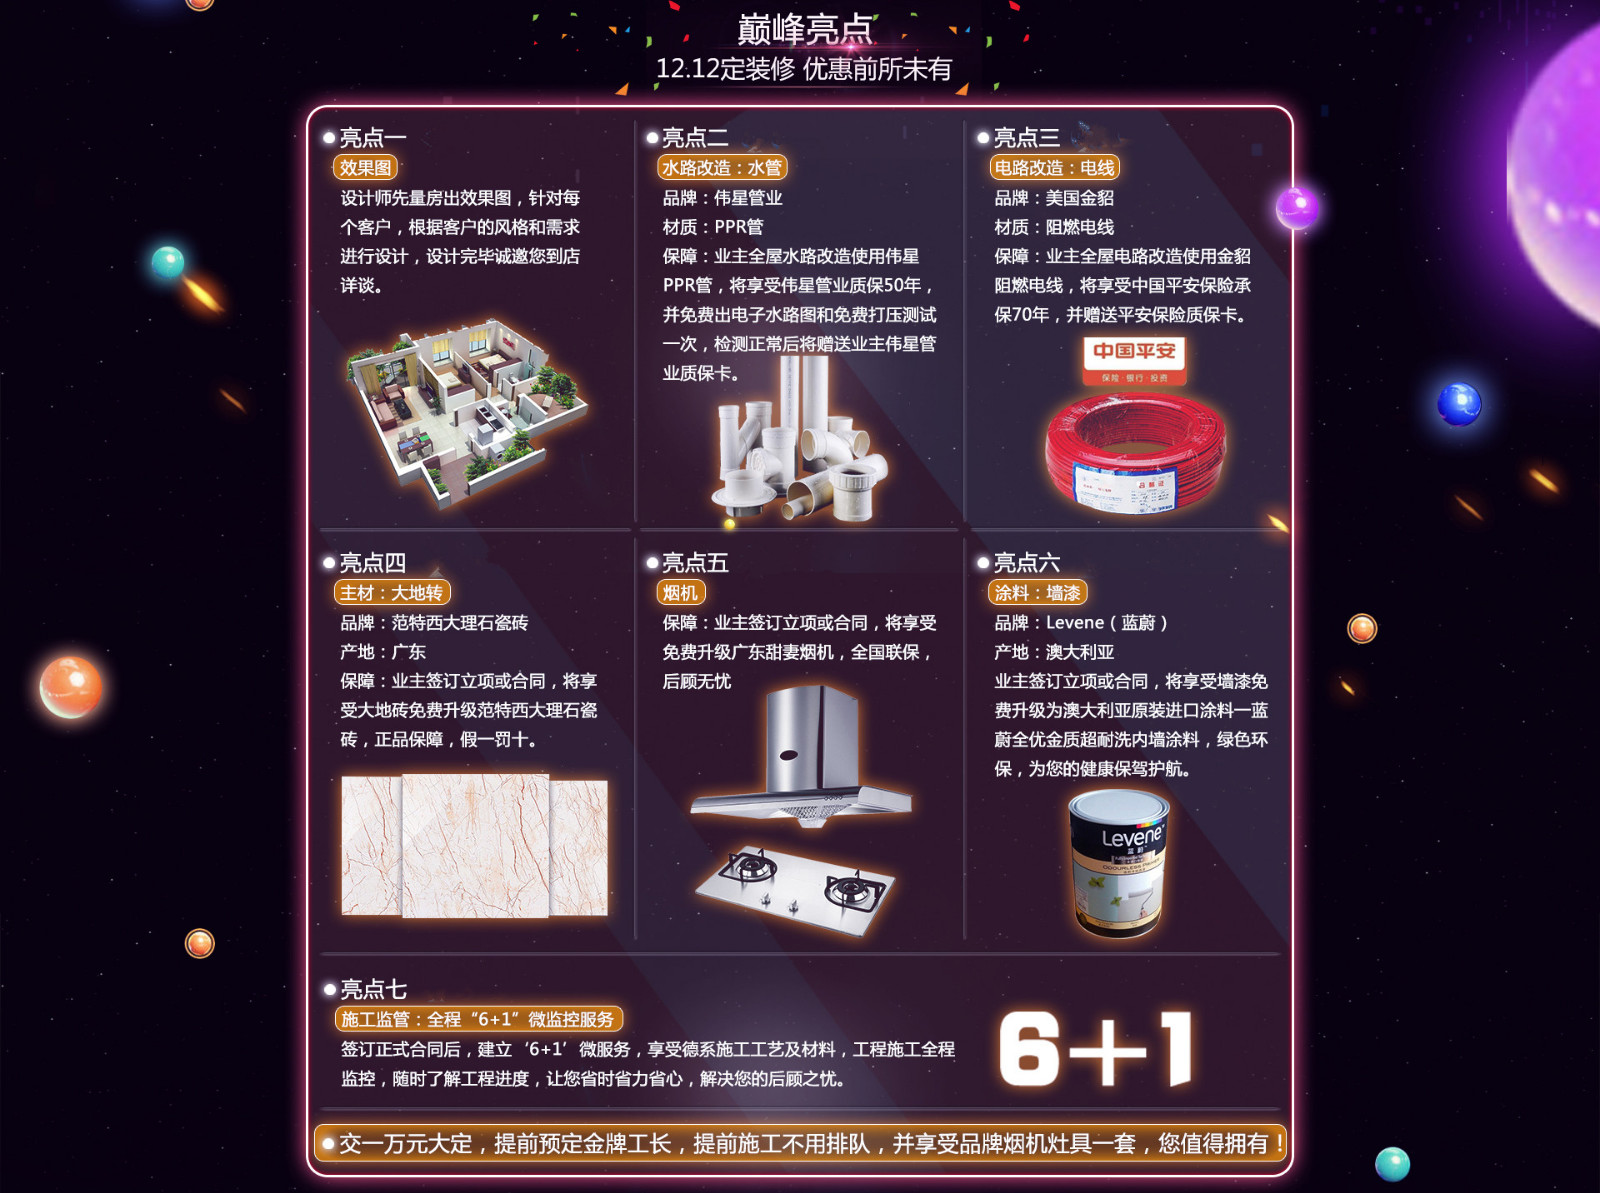 巅峰亮点
12.12定装修 优惠前所未有
亮点一
效果图
设计师先量房出效果图，针对每
个客户，根据客户的风格和需求
进行设计，设计完毕诚邀您到店
详谈。
亮点二
水路改造：水管
品牌：伟星管业
材质：PPR管
保障：业主全屋水路改造使用伟星
PPR管，将享受伟星管业质保50年，
并免费出电子水路图和免费打压测试
一次，检测正常后将赠送业主伟星管
业质保卡。
亮点三
电路改造：电线
品牌：美国金貂
材质：阻燃电线
保障：业主全屋电路改造使用金貂
阻燃电线，将享受中国平安保险承
保70年，并赠送平安保险质保卡。
中国平安
保险·银行·投资
亮点四
主材：大地转
品牌：范特西大理石瓷砖
产地：广东
保障：业主签订立项或合同，将享
受大地砖免费升级范特西大理石瓷
砖，正品保障，假一罚十。
亮点五
烟机
保障：业主签订立项或合同，将享受
免费升级广东甜妻烟机，全国联保，
后顾无忧
亮点六
涂料：墙漆
品牌：Levene（蓝蔚）
产地：澳大利亚
业主签订立项或合同，将享受墙漆免
费升级为澳大利亚原装进口涂料一蓝
蔚全优金质超耐洗内墙涂料，绿色环
保，为您的健康保驾护航。
Levene
蓝蔚
亮点七
施工监管：全程“6+1”微监控服务
签订正式合同后，建立‘6+1’微服务，享受德系施工工艺及材料，工程施工全程
监控，随时了解工程进度，让您省时省力省心，解决您的后顾之忧。
6+1
交一万元大定，提前预定金牌工长，提前施工不用排队，并享受品牌烟机灶具一套，您值得拥有！